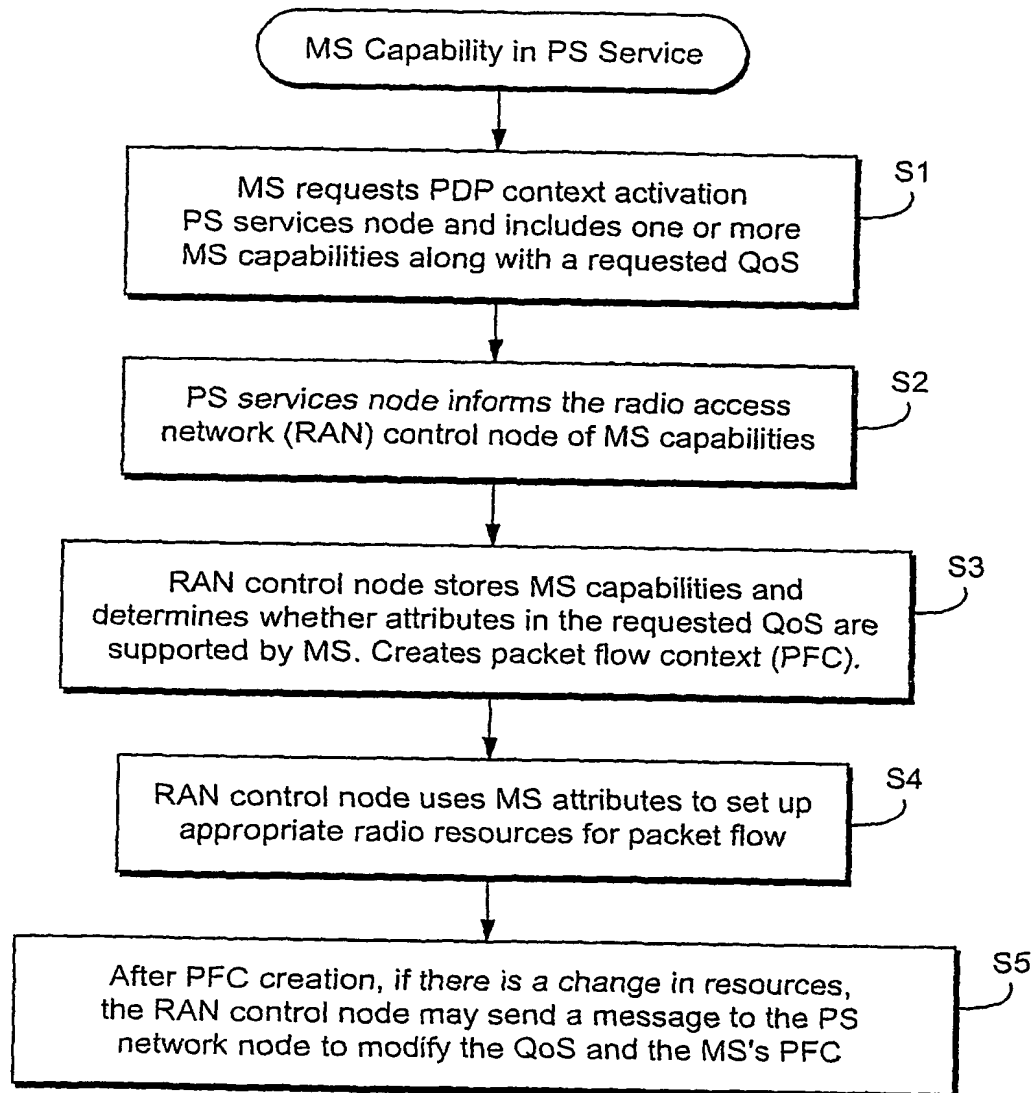 MS Capability in PS Service
MS requests PDP context activation
PS services node and includes one or more
MS capabilities along with a requested QoS
S1
PS services node informs the radio access
network (RAN) control node of MS capabilities
S2
RAN control node stores MS capabilities and
determines whether attributes in the requested QoS are
supported by MS. Creates packet flow context (PFC).
S3
RAN control node uses MS attributes to set up
appropriate radio resources for packet flow
S4
After PFC creation, if there is a change in resources,
the RAN control node may send a message to the PS
network node to modify the QoS and the MS's PFC
S5